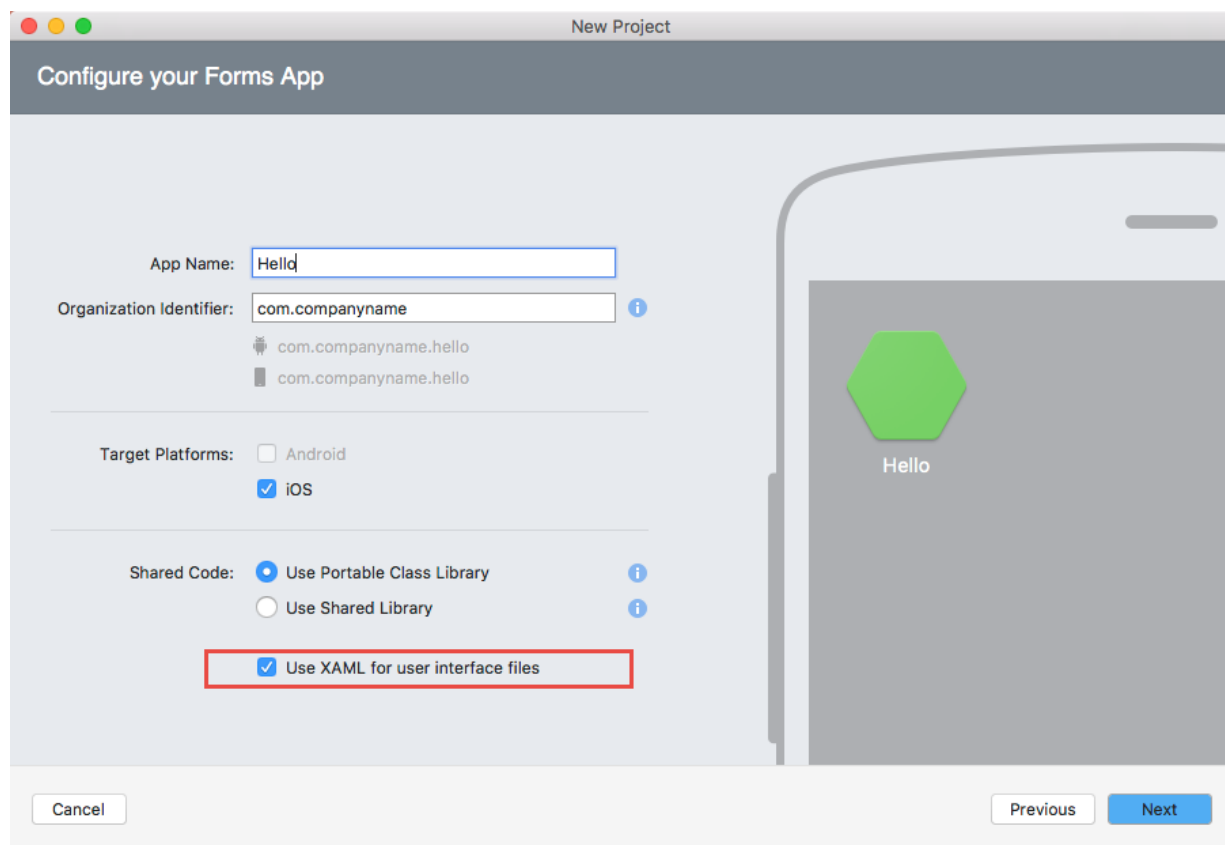 New Project
Configure your Forms App
App Name: Hello
Organization Identifier: com.companyname
com.companyname.hello
com.companyname.hello
Target Platforms: Android
iOS
Shared Code: Use Portable Class Library
Use Shared Library
Use XAML for user interface files
Hello
Cancel
Previous
Next